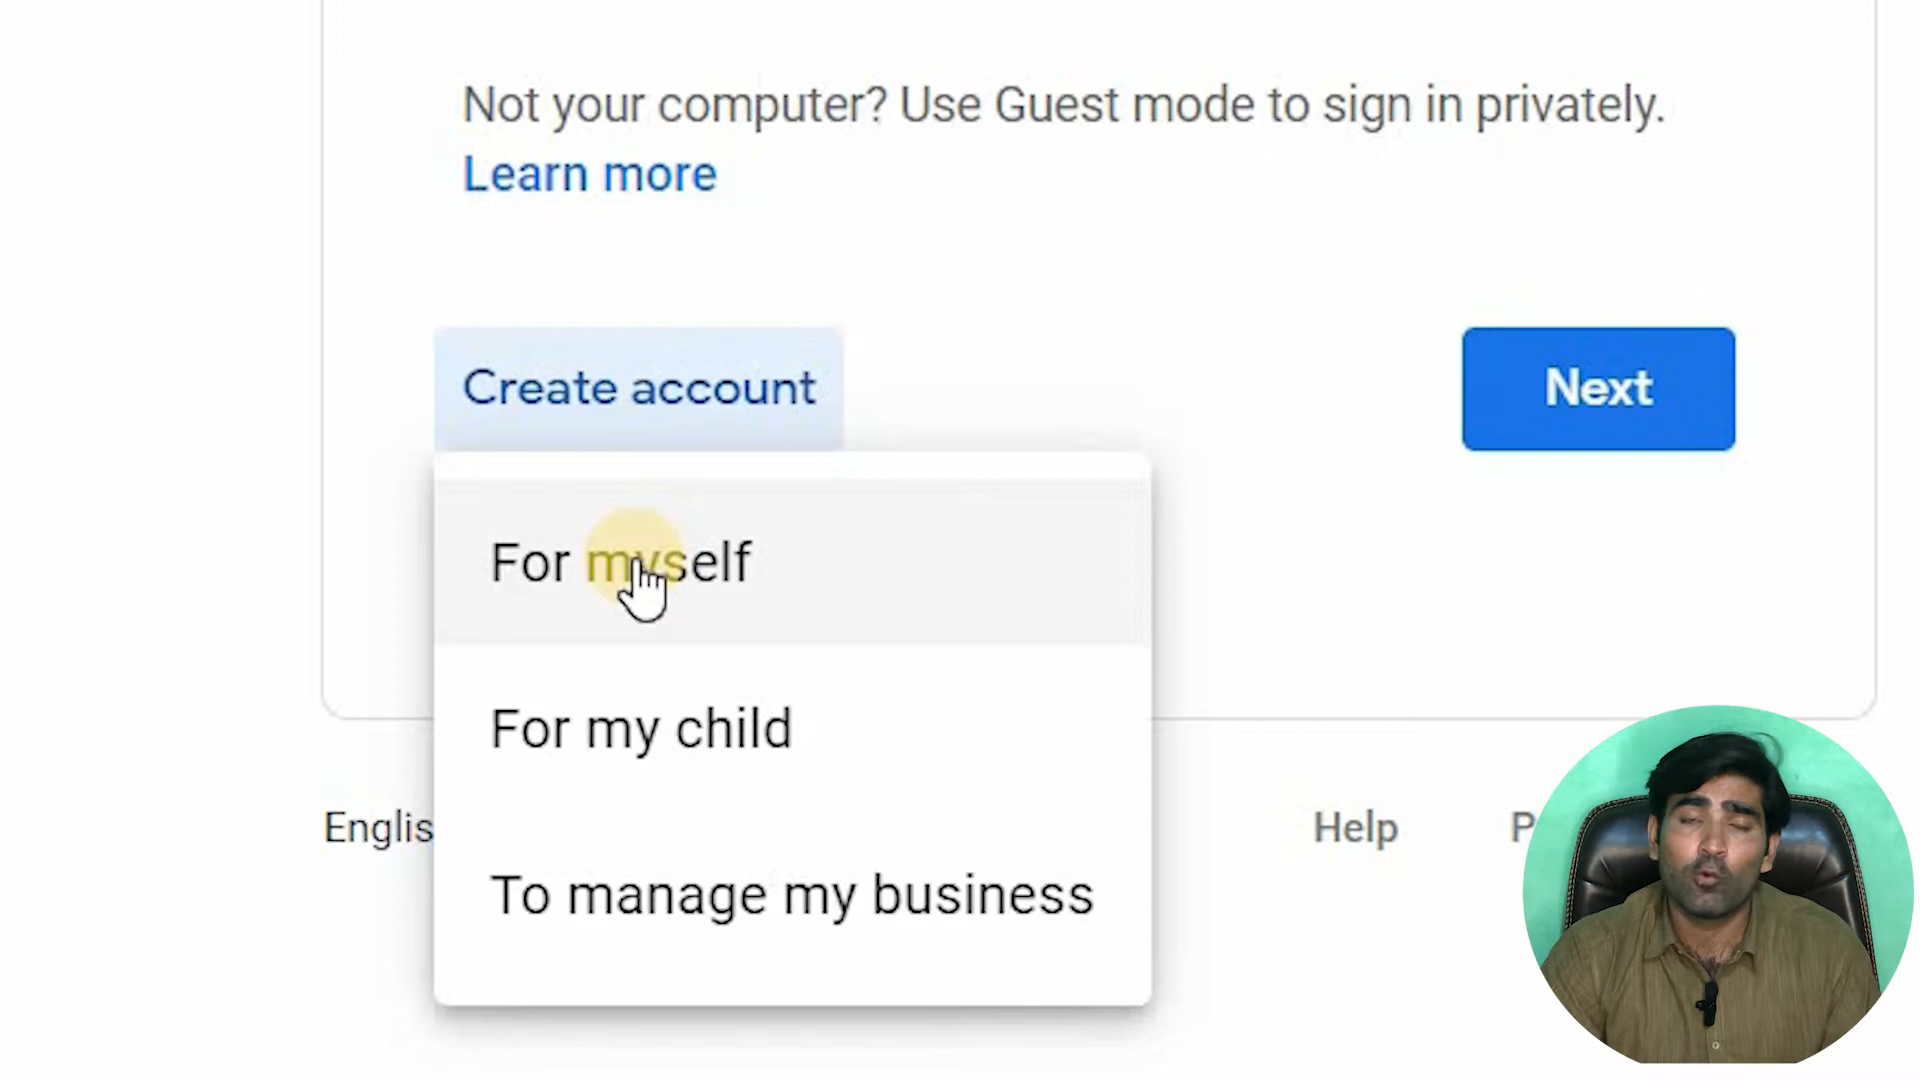 Not your computer? Use Guest mode to sign in privately.
Learn more
Create account
Next
For myself
For my child
Englis
Help
P
To manage my business